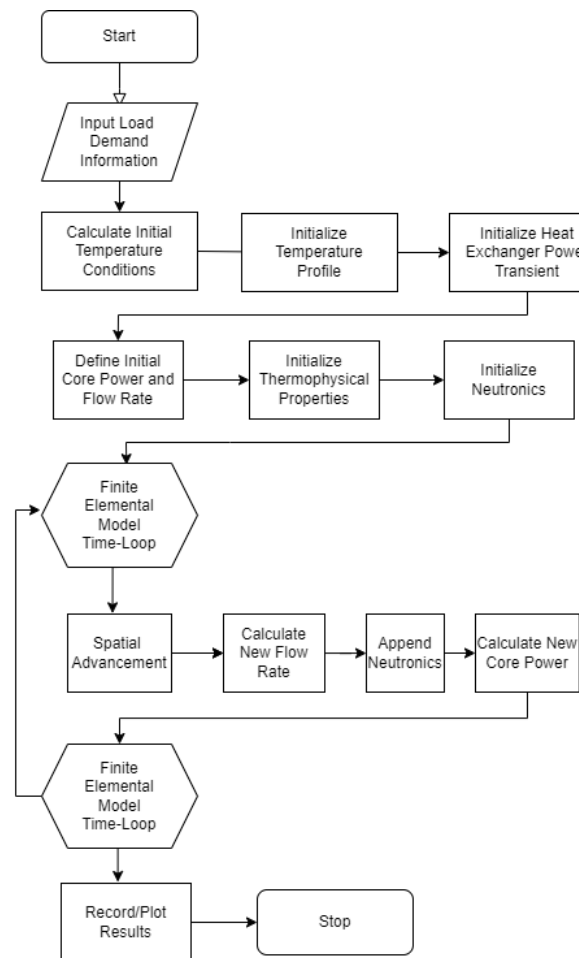 Start
Input Load
Demand
Information
Calculate Initial
Temperature
Conditions
Initialize
Temperature
Profile
Initialize Heat
Exchanger Powe
Transient
Define Initial
Core Power and
Flow Rate
Initialize
Thermophysical
Properties
Initialize
Neutronics
Finite
Elemental
Model
Time-Loop
Spatial
Advancement
Calculate
New Flow
Rate
Append
Neutronics
Calculate New
Core Power
Finite
Elemental
Model
Time-Loop
Record/Plot
Results
Stop